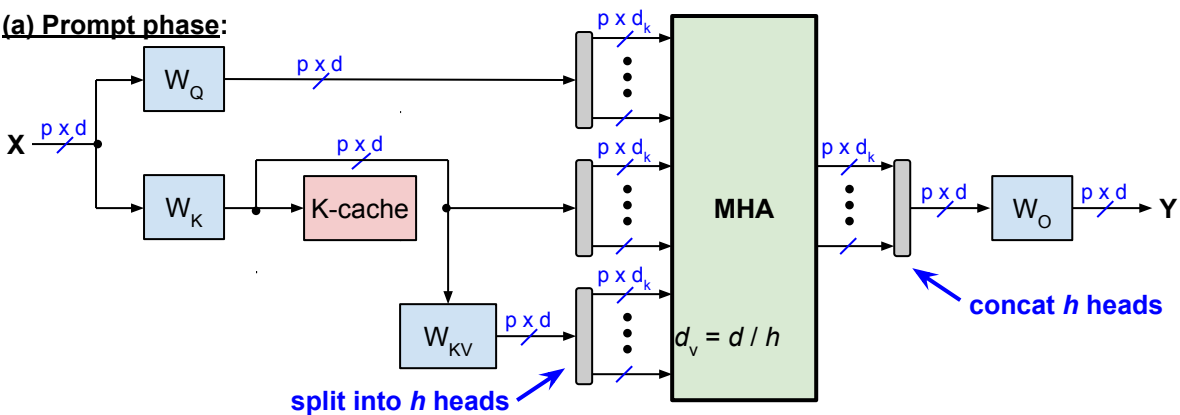 (a) Prompt phase:
p x d_k
W_Q
p x d
X
p x d
p x d
p x d_k
p x d_k
W_K
K-cache
MHA
p x d
W_O
p x d
Y
p x d_k
W_KV
p x d
d_v = d / h
concat h heads
split into h heads